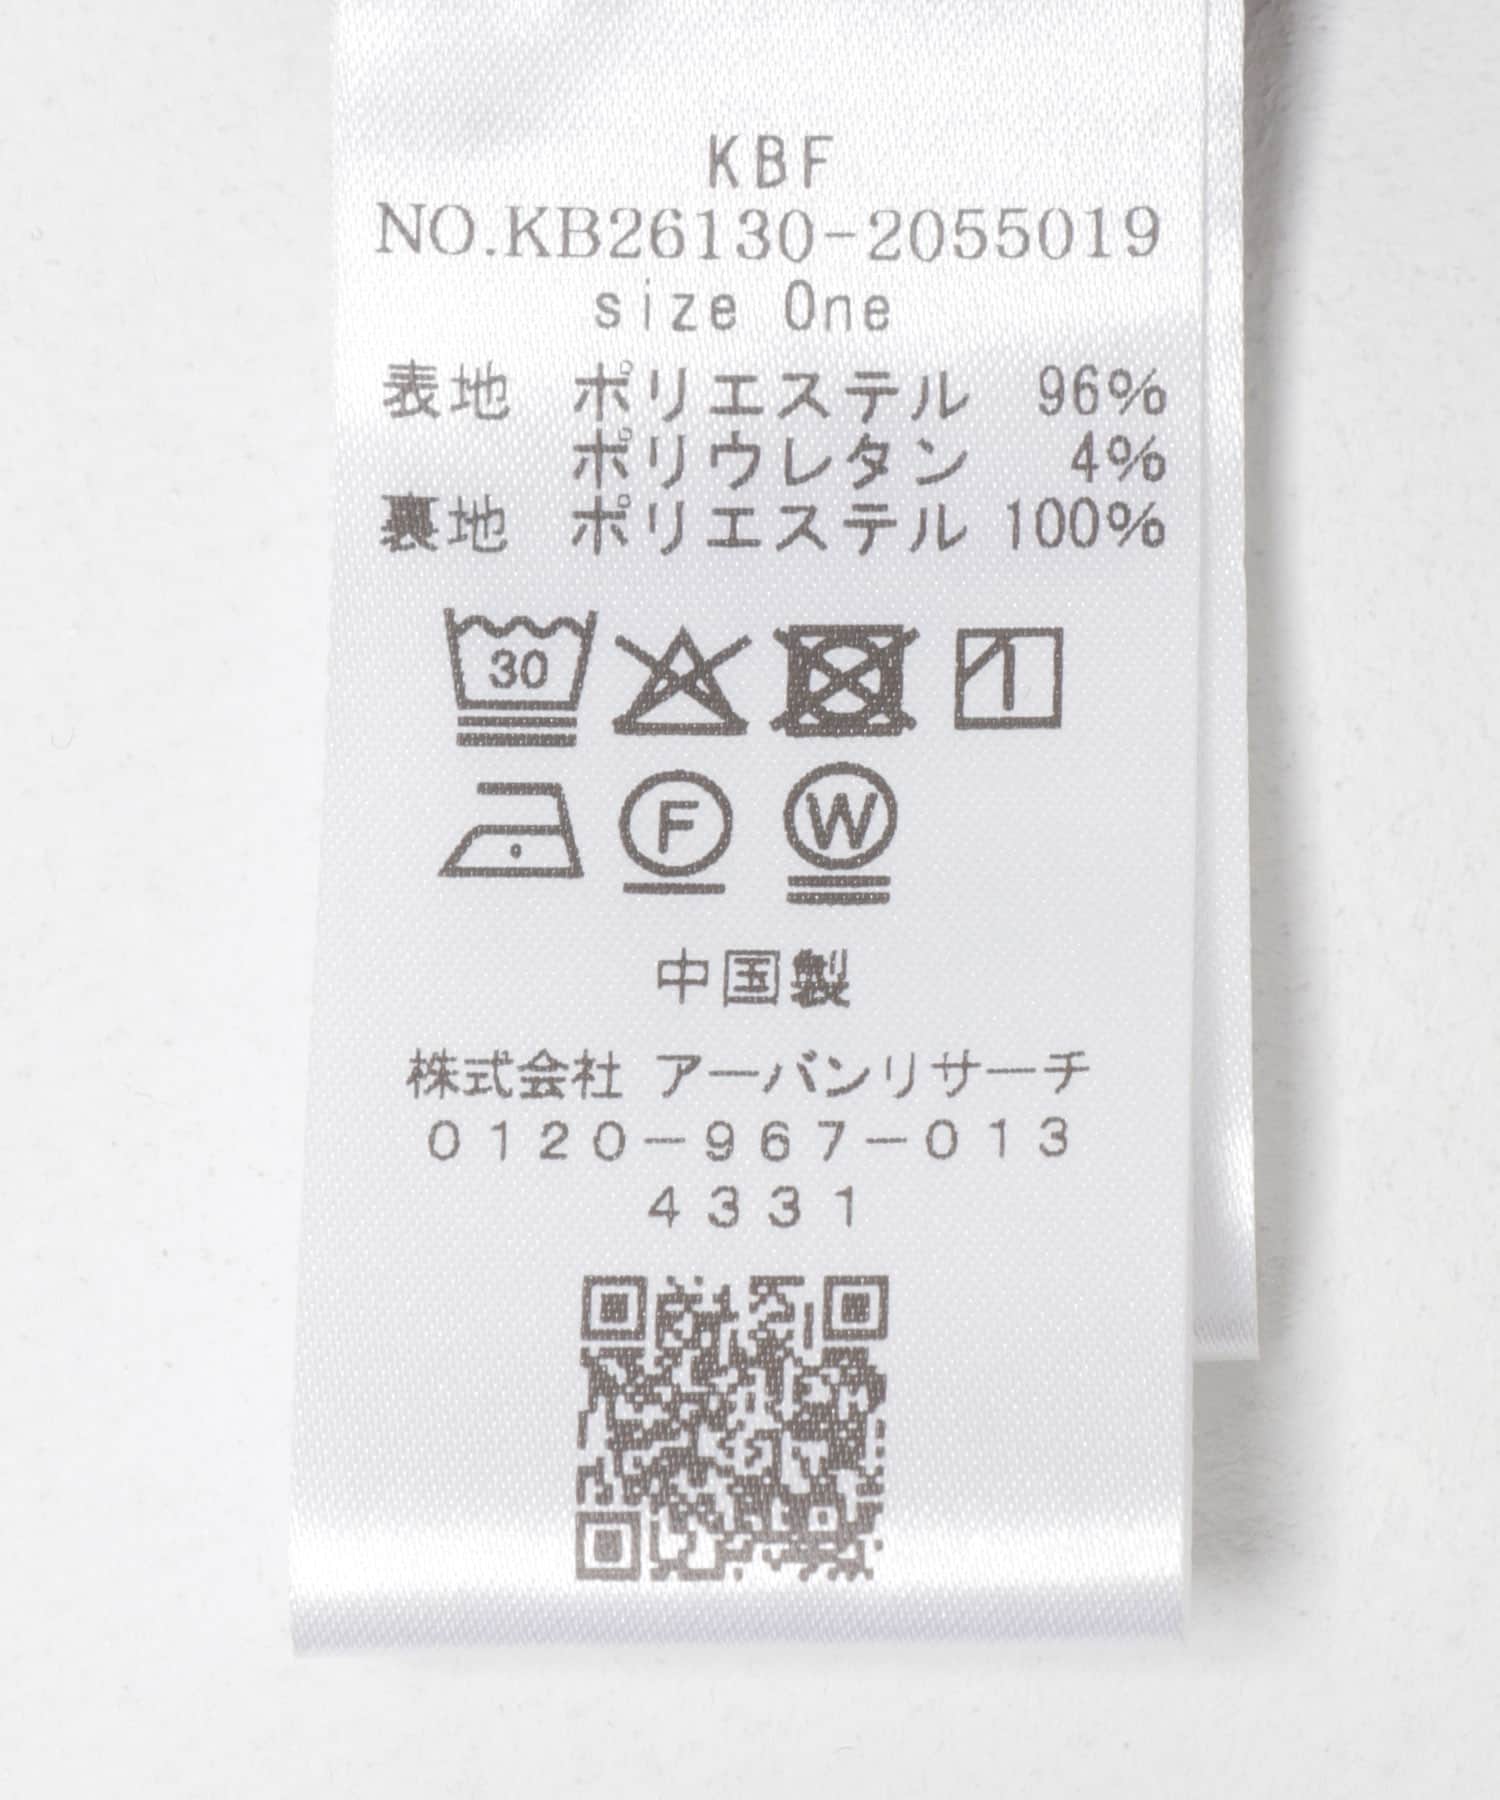 KBF
NO.KB26130-2055019
size One
表地 ポリエステル 96%
ポリウレタン 4%
裏地 ポリエステル 100%
30
F W
中国製
株式会社 アーバンリサーチ
0120-967-013
4331